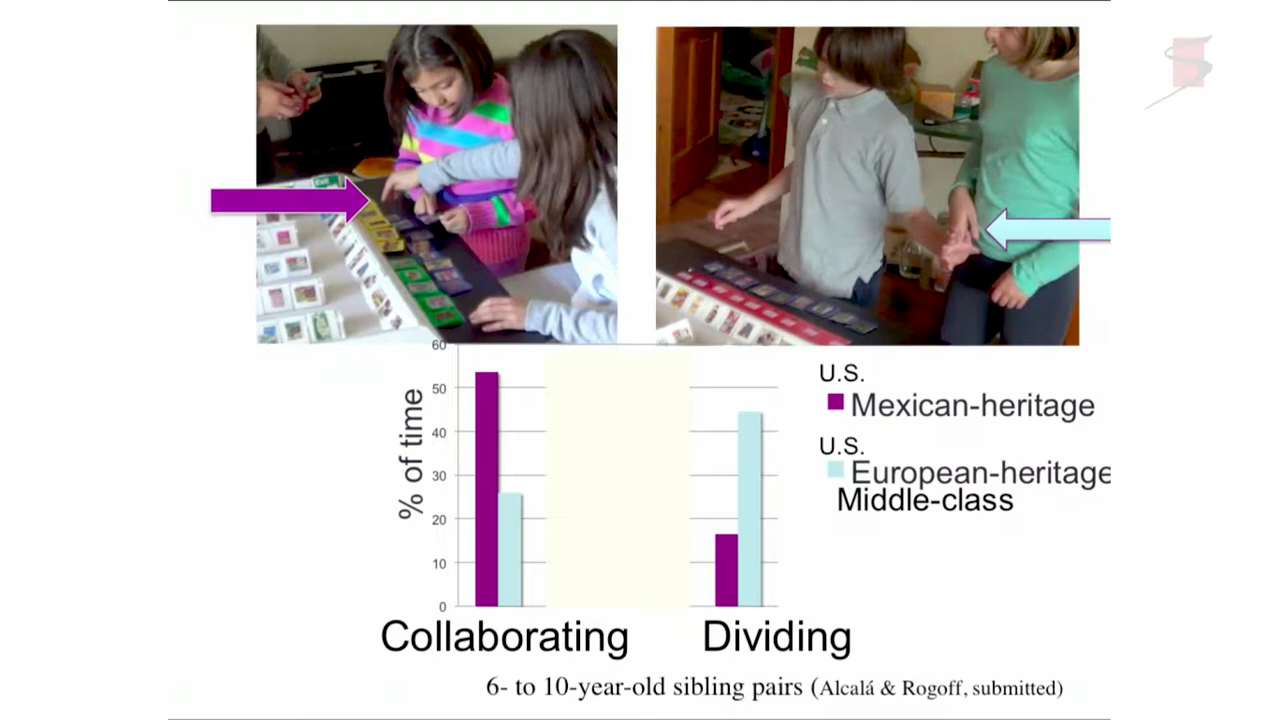 60
50
40
30
20
10
0
% of time
U.S.
Mexican-heritage
U.S.
European-heritage
Middle-class
Collaborating
Dividing
6- to 10-year-old sibling pairs (Alcalá & Rogoff, submitted)